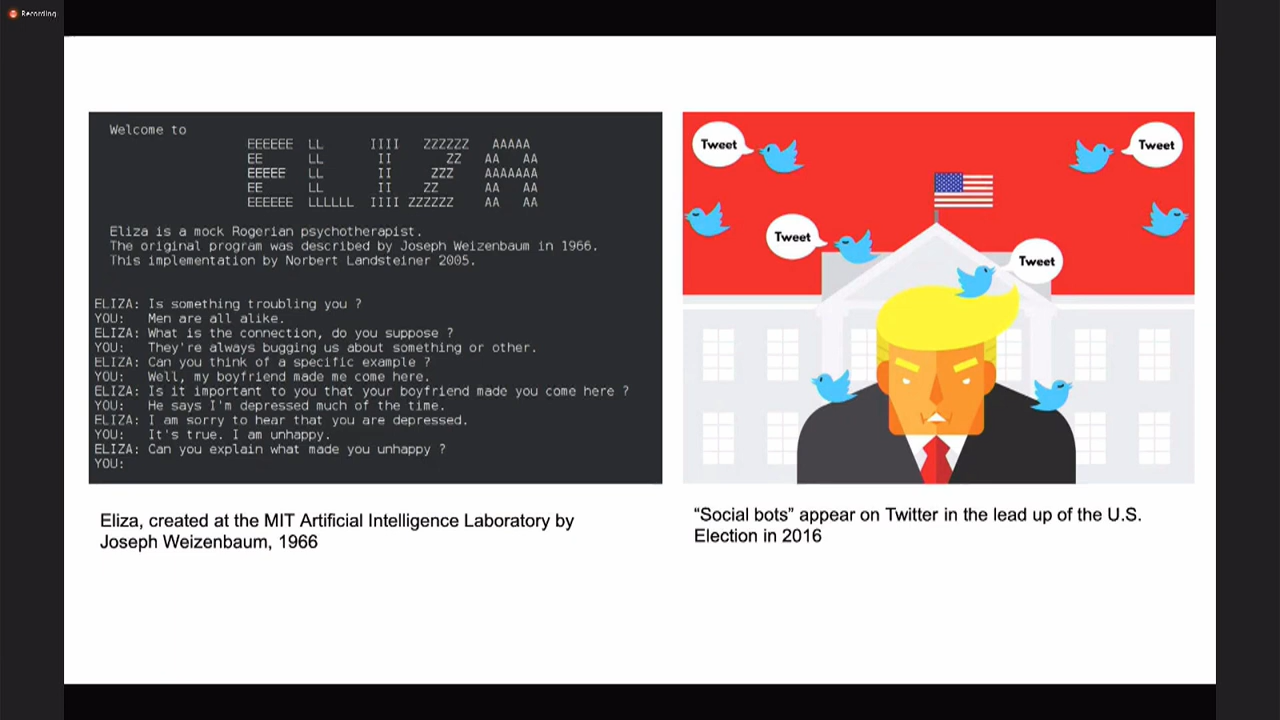 Recording
Welcome to
EEEEEE LL IIII ZZZZZZ AAAAA
EE LL II ZZ AA AA
EEEEE LL II ZZZ AAAAAAA
EE LL II ZZ AA AA
EEEEEE LLLLLL IIII ZZZZZZ AA AA
Eliza is a mock Rogerian psychotherapist.
The original program was described by Joseph Weizenbaum in 1966.
This implementation by Norbert Landsteiner 2005.
ELIZA: Is something troubling you ?
YOU: Men are all alike.
ELIZA: What is the connection, do you suppose ?
YOU: They're always bugging us about something or other.
ELIZA: Can you think of a specific example ?
YOU: Well, my boyfriend made me come here.
ELIZA: Is it important to you that your boyfriend made you come here ?
YOU: He says I'm depressed much of the time.
ELIZA: I am sorry to hear that you are depressed.
YOU: It's true. I am unhappy.
ELIZA: Can you explain what made you unhappy ?
YOU:
Eliza, created at the MIT Artificial Intelligence Laboratory by
Joseph Weizenbaum, 1966
Tweet
Tweet
Tweet
Tweet
“Social bots” appear on Twitter in the lead up of the U.S.
Election in 2016